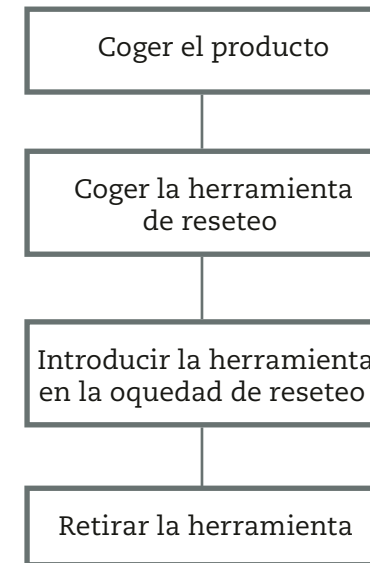 Coger el producto
Coger la herramienta
de reseteo
Introducir la herramienta
en la oquedad de reseteo
Retirar la herramienta